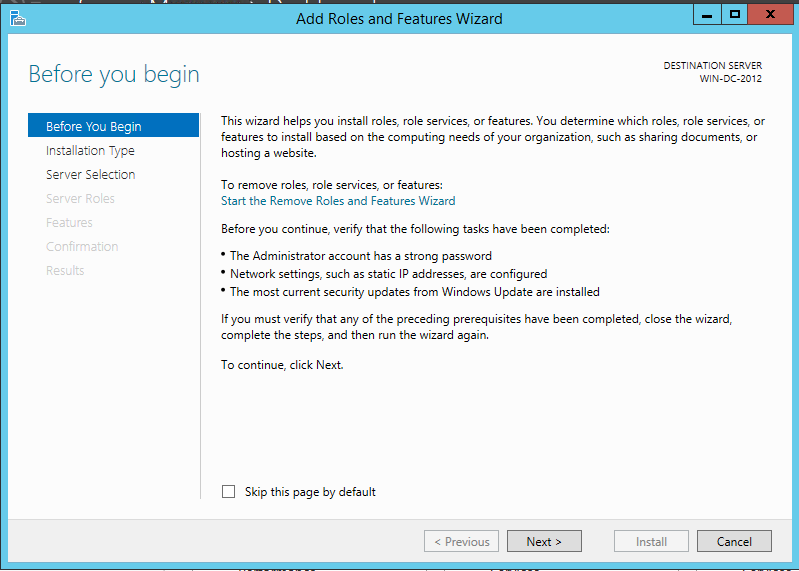 Add Roles and Features Wizard
Before you begin
DESTINATION SERVER
WIN-DC-2012
Before You Begin
Installation Type
Server Selection
Server Roles
Features
Confirmation
Results
This wizard helps you install roles, role services, or features. You determine which roles, role services, or
features to install based on the computing needs of your organization, such as sharing documents, or
hosting a website.
To remove roles, role services, or features:
Start the Remove Roles and Features Wizard
Before you continue, verify that the following tasks have been completed:
• The Administrator account has a strong password
• Network settings, such as static IP addresses, are configured
• The most current security updates from Windows Update are installed
If you must verify that any of the preceding prerequisites have been completed, close the wizard,
complete the steps, and then run the wizard again.
To continue, click Next.
Skip this page by default
< Previous
Next >
Install
Cancel